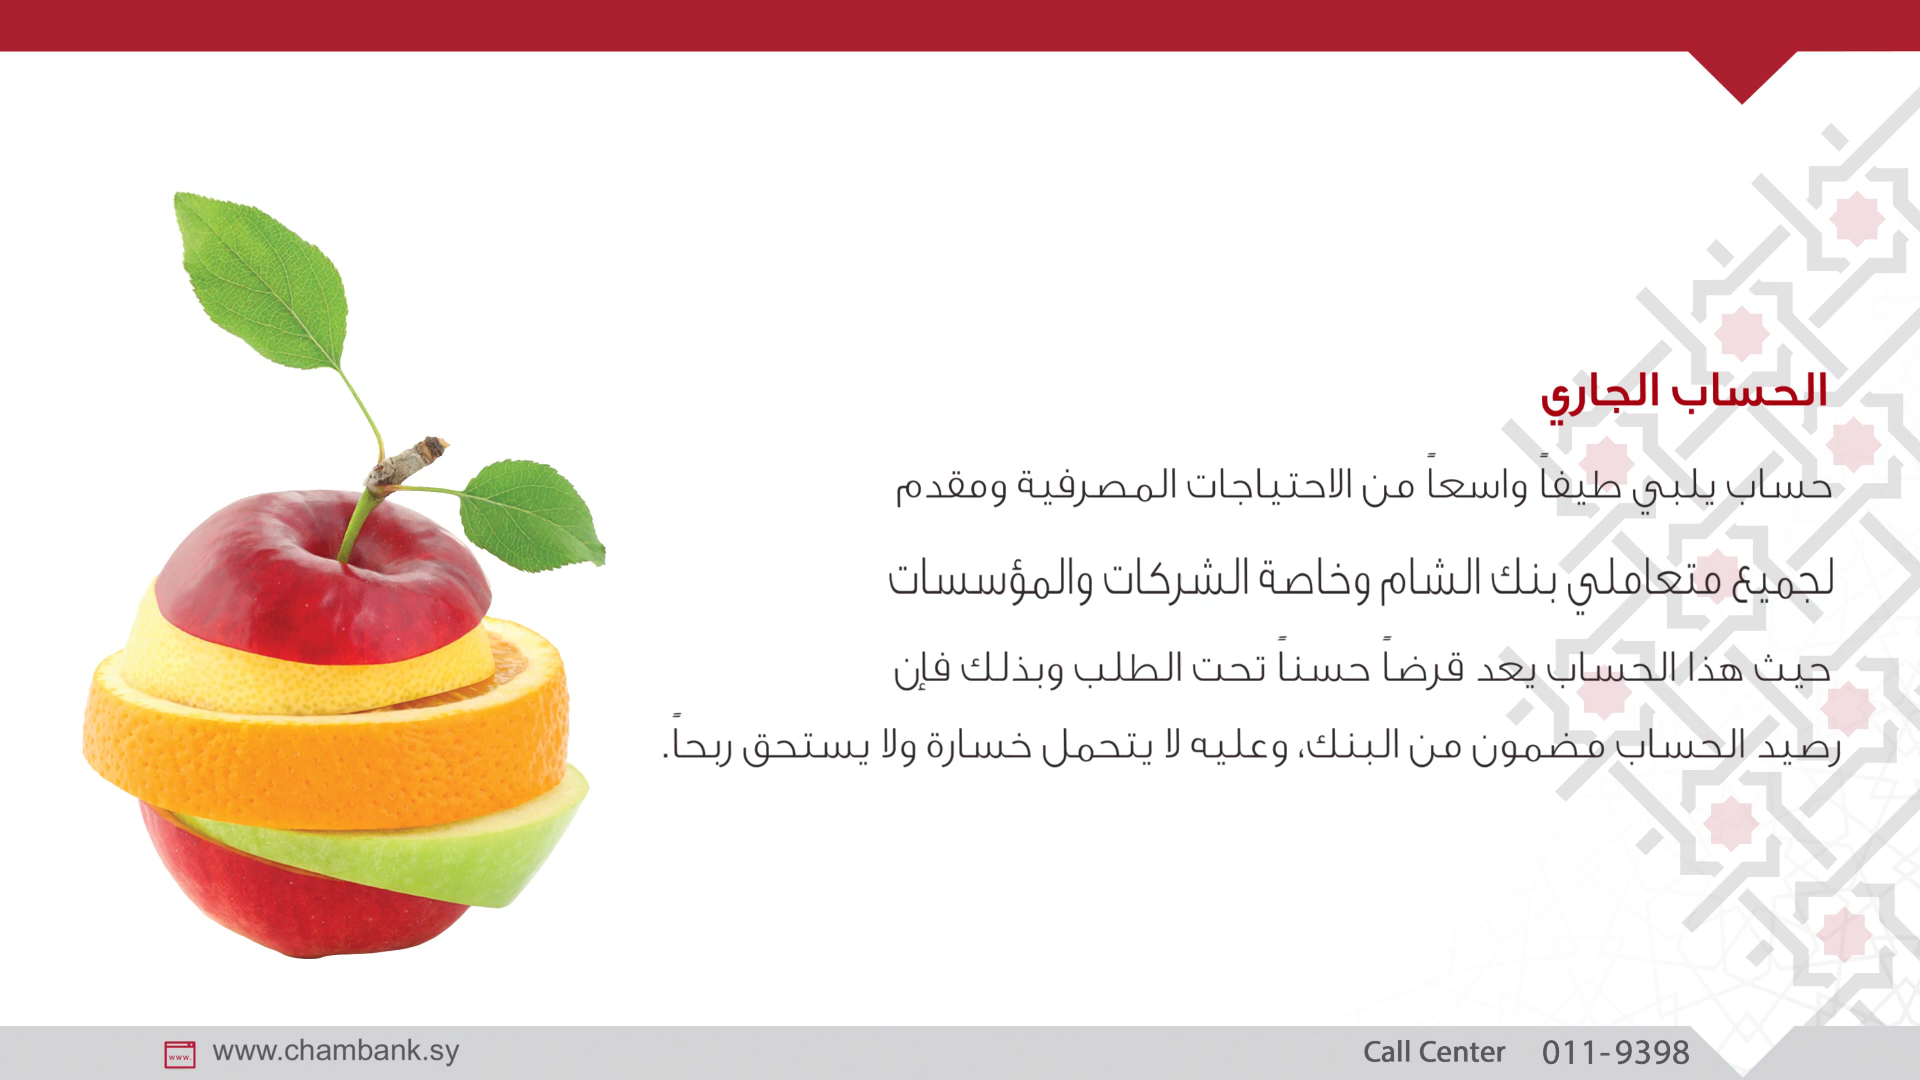 الحساب الجاري
حساب يلبي طيفاً واسعاً من الاحتياجات المصرفية ومقدم
لجميع متعاملي بنك الشام وخاصة الشركات والمؤسسات
حيث هذا الحساب يعد قرضاً حسناً تحت الطلب وبذلك فإن
رصيد الحساب مضمون من البنك، وعليه لا يتحمل خسارة ولا يستحق ربحاً.
www.
www.chambank.sy
Call Center 011-9398